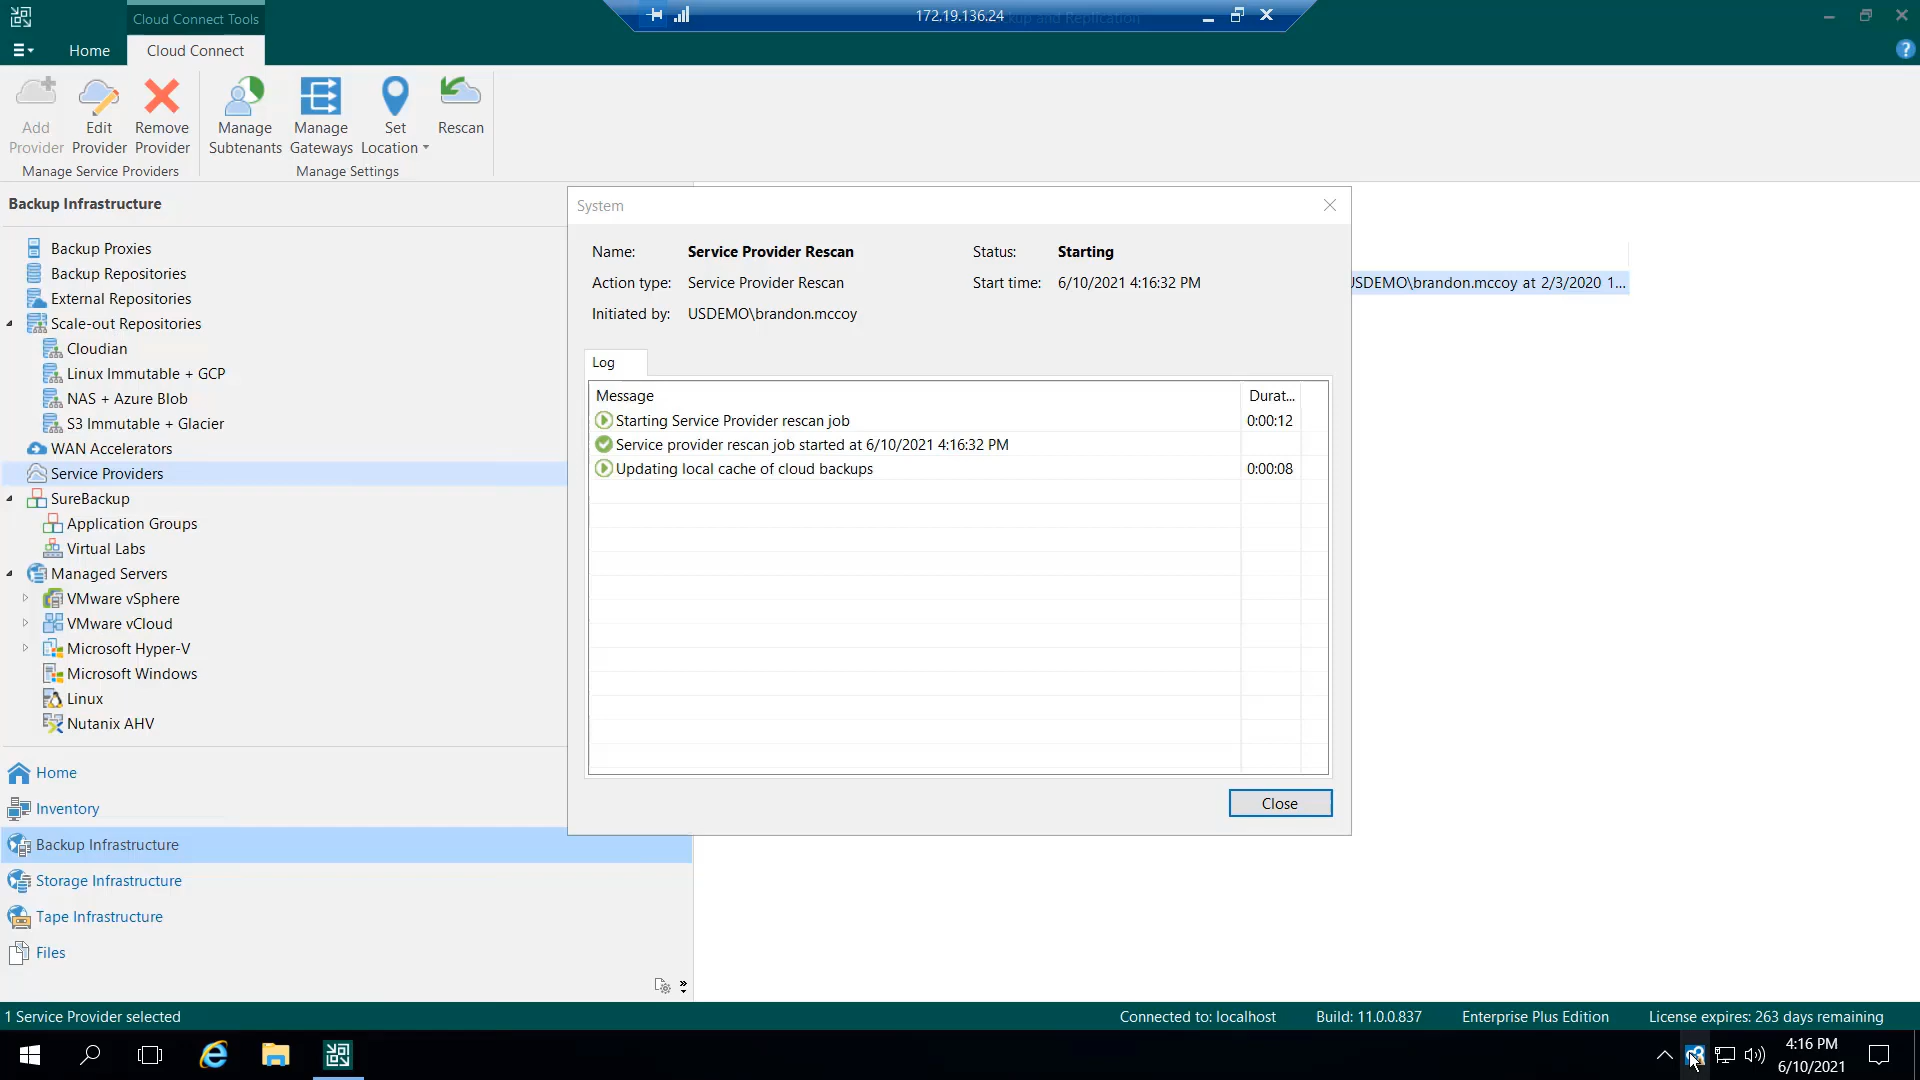 Cloud Connect Tools
172.19.136.24
kup and Replication
Home
Cloud Connect
Add Provider
Edit Provider
Remove Provider
Manage Subtenants
Manage Gateways
Set Location
Rescan
Manage Service Providers
Manage Settings
Backup Infrastructure
Backup Proxies
Backup Repositories
External Repositories
Scale-out Repositories
Cloudian
Linux Immutable + GCP
NAS + Azure Blob
S3 Immutable + Glacier
WAN Accelerators
Service Providers
SureBackup
Application Groups
Virtual Labs
Managed Servers
VMware vSphere
VMware vCloud
Microsoft Hyper-V
Microsoft Windows
Linux
Nutanix AHV
Home
Inventory
Backup Infrastructure
Storage Infrastructure
Tape Infrastructure
Files
System
Name: Service Provider Rescan
Status: Starting
Action type: Service Provider Rescan
Start time: 6/10/2021 4:16:32 PM
Initiated by: USDEMO\brandon.mccoy
Log
Message Durat...
Starting Service Provider rescan job 0:00:12
Service provider rescan job started at 6/10/2021 4:16:32 PM
Updating local cache of cloud backups 0:00:08
Close
USDEMO\brandon.mccoy at 2/3/2020 1...
1 Service Provider selected
Connected to: localhost
Build: 11.0.0.837
Enterprise Plus Edition
License expires: 263 days remaining
4:16 PM
6/10/2021